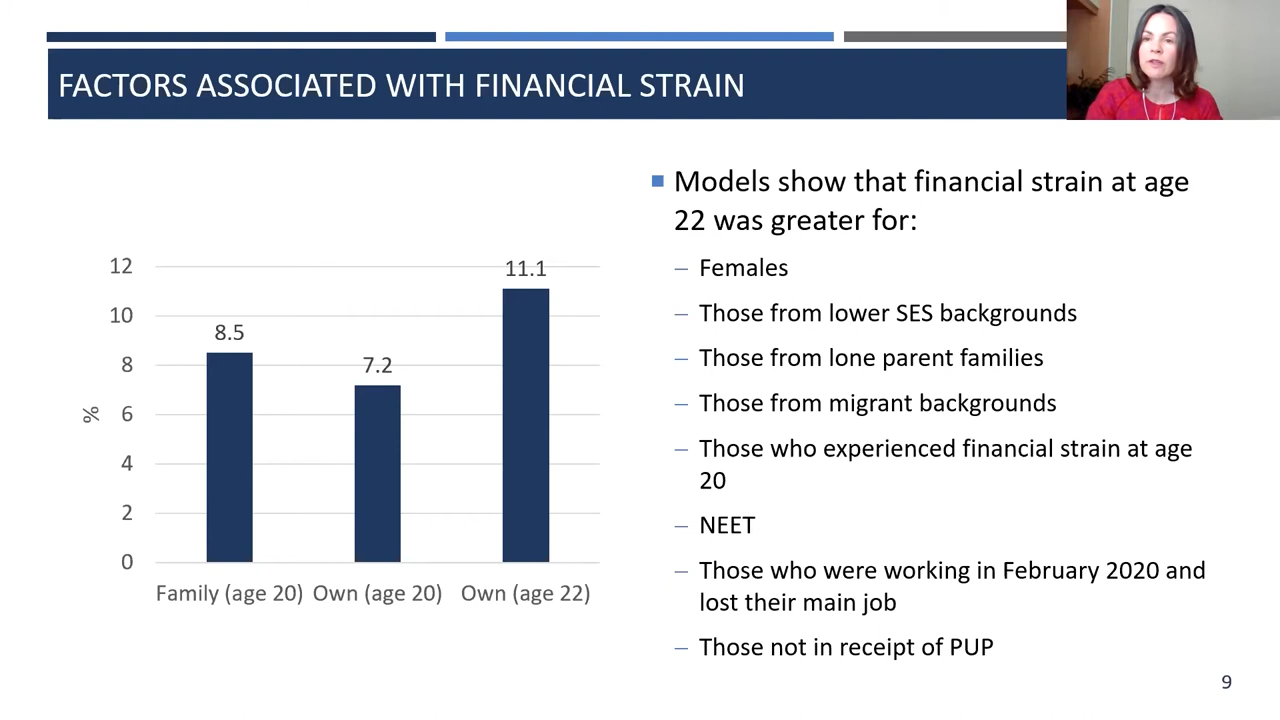 FACTORS ASSOCIATED WITH FINANCIAL STRAIN
12
10
8
6
4
2
0
%
8.5
7.2
11.1
Family (age 20)
Own (age 20)
Own (age 22)
Models show that financial strain at age
22 was greater for:
– Females
– Those from lower SES backgrounds
– Those from lone parent families
– Those from migrant backgrounds
– Those who experienced financial strain at age
20
– NEET
– Those who were working in February 2020 and
lost their main job
– Those not in receipt of PUP
9